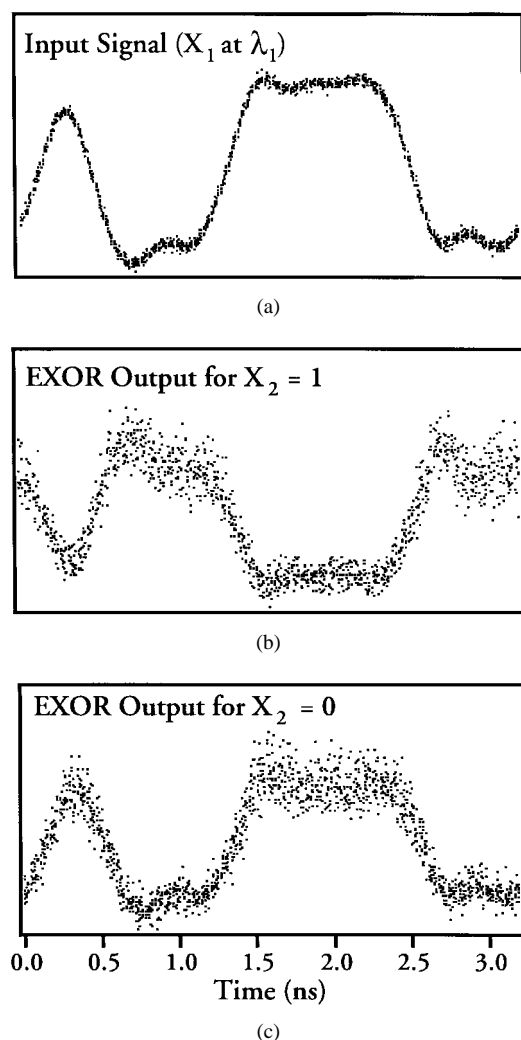 Input Signal (X₁ at λ₁)
(a)
EXOR Output for X₂ = 1
(b)
EXOR Output for X₂ = 0
0.0 0.5 1.0 1.5 2.0 2.5 3.0
Time (ns)
(c)